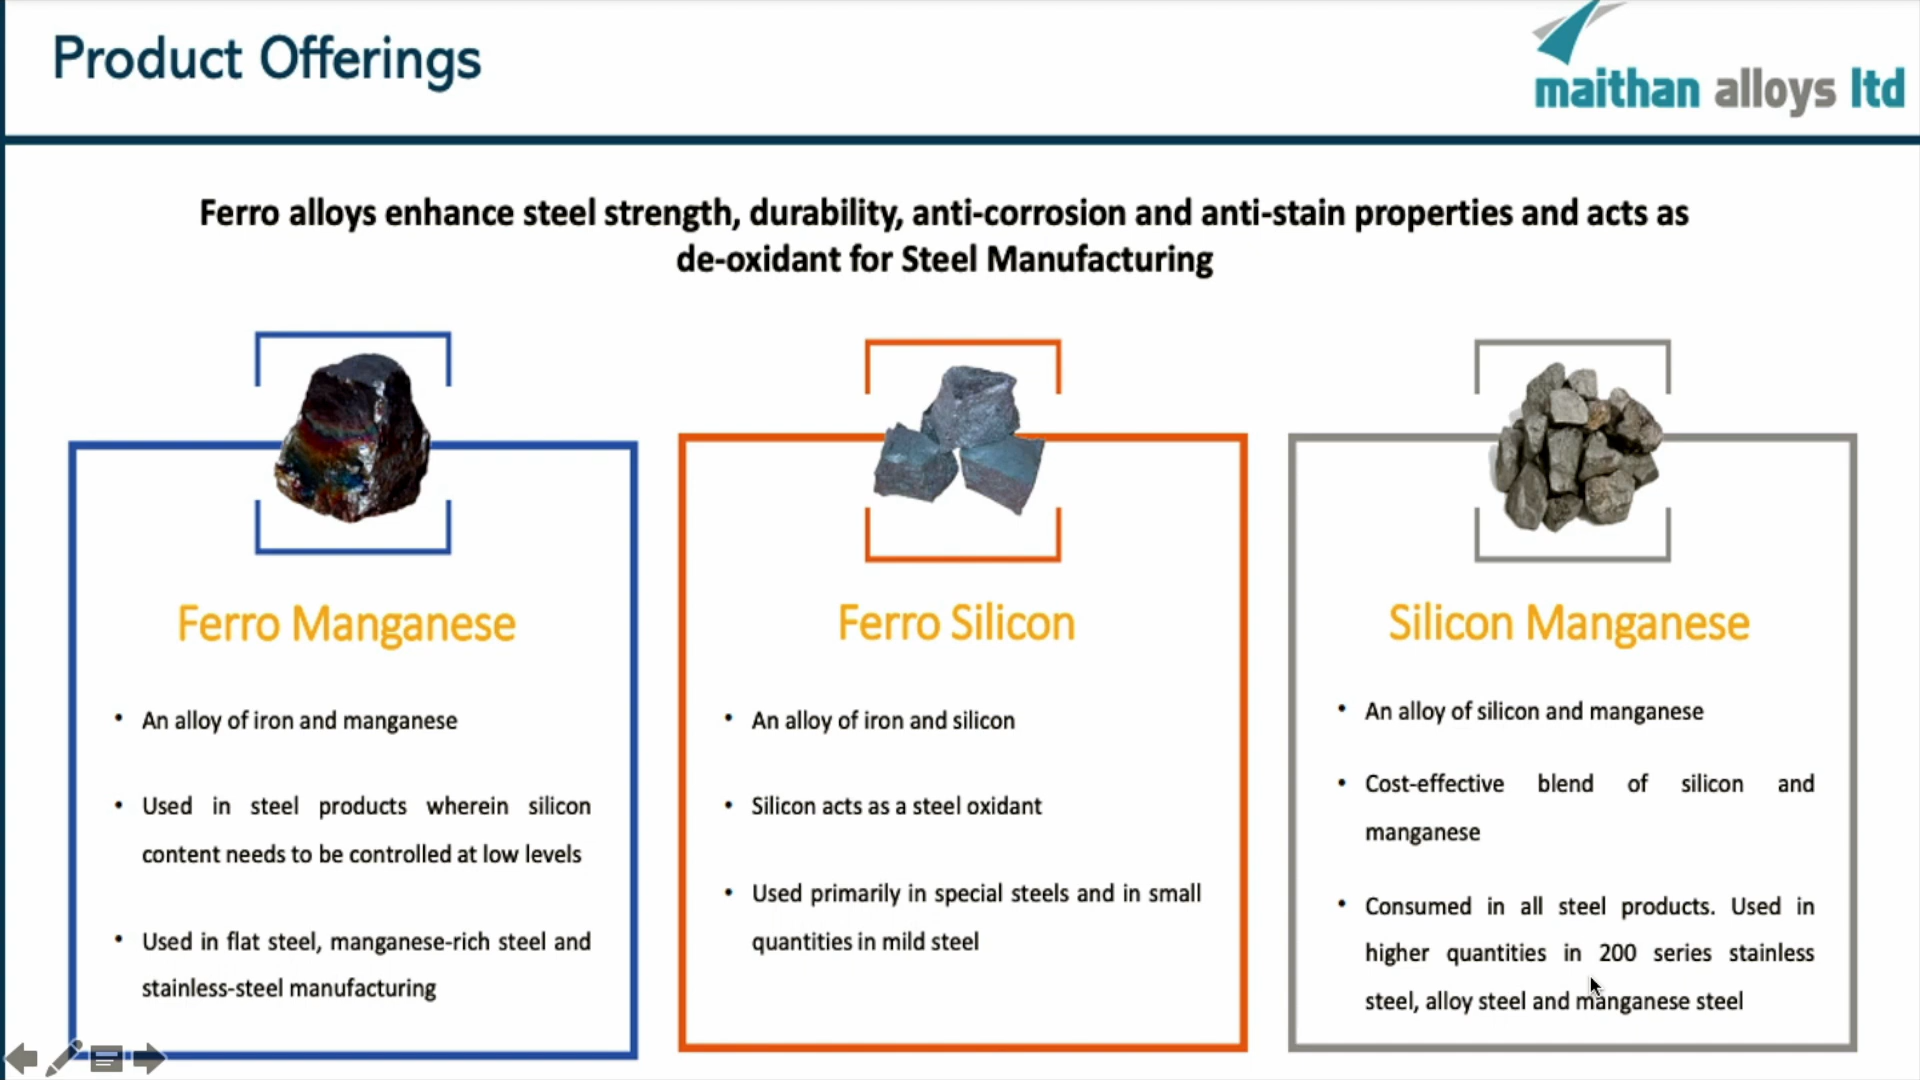 Product Offerings
maithan alloys ltd
Ferro alloys enhance steel strength, durability, anti-corrosion and anti-stain properties and acts as
de-oxidant for Steel Manufacturing
Ferro Manganese
• An alloy of iron and manganese
• Used in steel products wherein silicon
content needs to be controlled at low levels
• Used in flat steel, manganese-rich steel and
stainless-steel manufacturing
Ferro Silicon
• An alloy of iron and silicon
• Silicon acts as a steel oxidant
• Used primarily in special steels and in small
quantities in mild steel
Silicon Manganese
• An alloy of silicon and manganese
• Cost-effective blend of silicon and
manganese
• Consumed in all steel products. Used in
higher quantities in 200 series stainless
steel, alloy steel and manganese steel